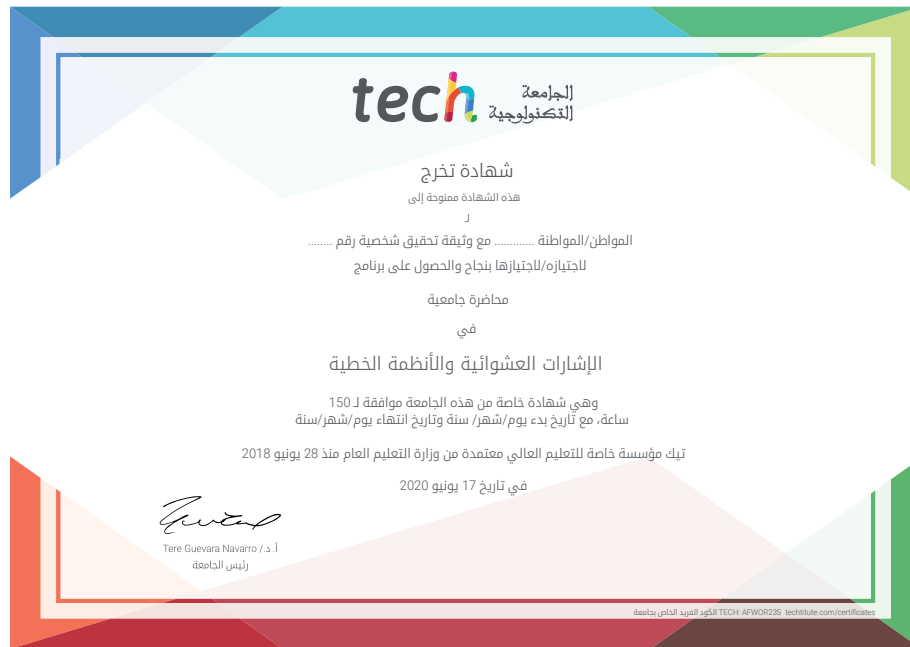 tech
الجامعة
التكنولوجية
شهادة تخرج
هذه الشهادة ممنوحة إلى
لـ
المواطن/المواطنة ............ مع وثيقة تحقيق شخصية رقم ........
لاجتيازه/لاجتيازها بنجاح والحصول على برنامج
محاضرة جامعية
في
الإشارات العشوائية والأنظمة الخطية
وهي شهادة خاصة من هذه الجامعة موافقة لـ 150
ساعة، مع تاريخ بدء يوم/شهر/ سنة وتاريخ انتهاء يوم/شهر/سنة
تيك مؤسسة خاصة للتعليم العالي معتمدة من وزارة التعليم العام منذ 28 يونيو 2018
في تاريخ 17 يونيو 2020
أ. د./ Tere Guevara Navarro
رئيس الجامعة
الكود الفريد الخاص بجامعة TECH: AFWOR23S techtitute.com/certificates